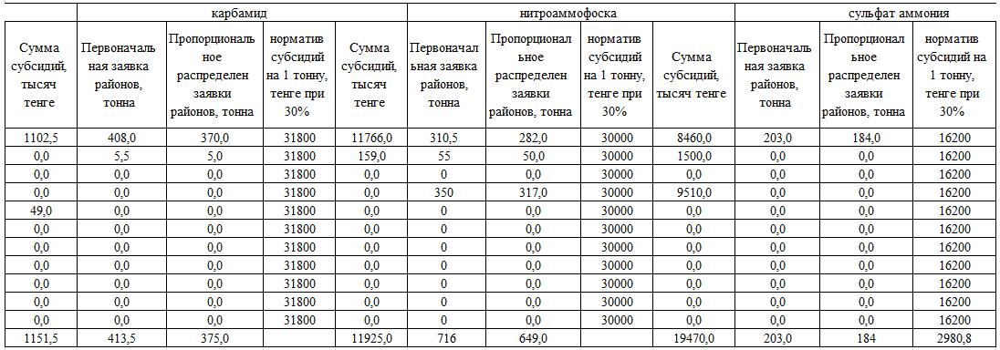 карбамид нитроаммофоска сульфат аммония
Сумма субсидий, тысяч тенге Первоначаль ная заявка районов, тонна Пропорциональ ное распределен заявки районов, тонна норматив субсидий на 1 тонну, тенге при 30% Сумма субсидий, тысяч тенге Первоначал ьная заявка районов, тонна Пропорционал ьное распределен заявки районов, тонна норматив субсидий на 1 тонну, тенге при 30% Сумма субсидий, тысяч тенге Первоначаль ная заявка районов, тонна Пропорционал ьное распределен заявки районов, тонна норматив субсидий на 1 тонну, тенге при 30%
1102,5 408,0 370,0 31800 11766,0 310,5 282,0 30000 8460,0 203,0 184,0 16200
0,0 5,5 5,0 31800 159,0 55 50,0 30000 1500,0 0,0 0,0 16200
0,0 0,0 0,0 31800 0,0 0 0,0 30000 0,0 0,0 0,0 16200
0,0 0,0 0,0 31800 0,0 350 317,0 30000 9510,0 0,0 0,0 16200
49,0 0,0 0,0 31800 0,0 0 0,0 30000 0,0 0,0 0,0 16200
0,0 0,0 0,0 31800 0,0 0 0,0 30000 0,0 0,0 0,0 16200
0,0 0,0 0,0 31800 0,0 0 0,0 30000 0,0 0,0 0,0 16200
0,0 0,0 0,0 31800 0,0 0 0,0 30000 0,0 0,0 0,0 16200
0,0 0,0 0,0 31800 0,0 0 0,0 30000 0,0 0,0 0,0 16200
0,0 0,0 0,0 31800 0,0 0 0,0 30000 0,0 0,0 0,0 16200
0,0 0,0 0,0 31800 0,0 0 0,0 30000 0,0 0,0 0,0 16200
1151,5 413,5 375,0 11925,0 716 649,0 19470,0 203,0 184 2980,8